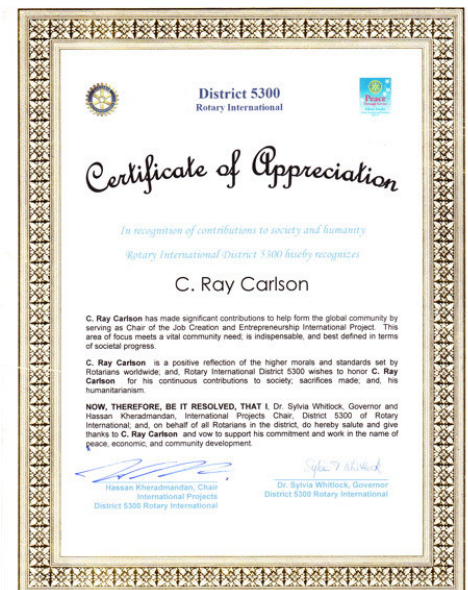 District 5300
Rotary International
Peace
Through Service
Certificate of Appreciation
In recognition of contributions to society and humanity
Rotary International District 5300 hiseby recognizes
C. Ray Carlson
C. Ray Carlson has made significant contributions to help form the global community by
serving as Chair of the Job Creation and Entrepreneurship International Project. This
area of focus meets a vital community need; is indispensable, and best defined in terms
of societal progress.
C. Ray Carlson is a positive reflection of the higher morals and standards set by
Rotarians worldwide; and, Rotary International District 5300 wishes to honor C. Ray
Carlson for his continuous contributions to society; sacrifices made; and, his
humanitarianism.
NOW, THEREFORE, BE IT RESOLVED, THAT I, Dr. Sylvia Whitlock, Governor and
Hassan Kheradmandan, International Projects Chair, District 5300 of Rotary
International; and, on behalf of all Rotarians in the district, do hereby salute and give
thanks to C. Ray Carlson and vow to support his commitment and work in the name of
peace, economic, and community development.
Sylvia Whitlock
Hassan Kheradmandan, Chair
International Projects
District 5300 Rotary International
Dr. Sylvia Whitlock, Governor
District 5300 Rotary International